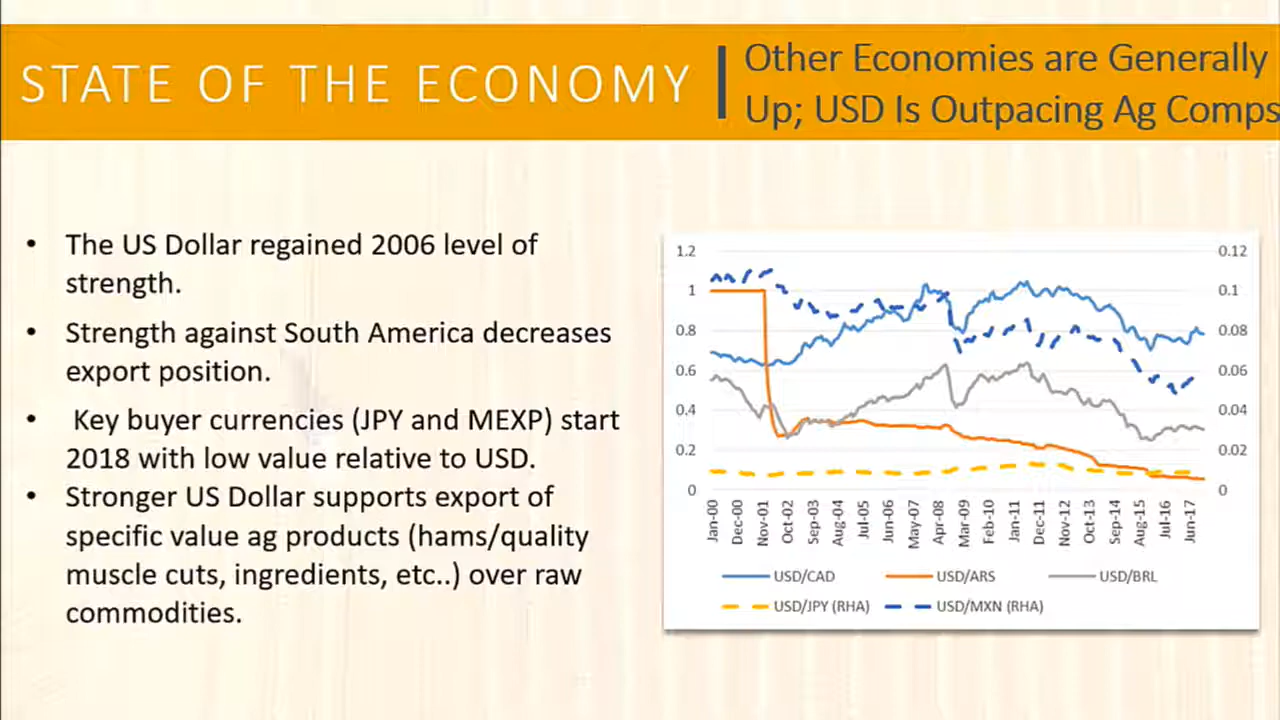 STATE OF THE ECONOMY
Other Economies are Generally
Up; USD Is Outpacing Ag Comps
• The US Dollar regained 2006 level of
strength.
• Strength against South America decreases
export position.
• Key buyer currencies (JPY and MEXP) start
2018 with low value relative to USD.
• Stronger US Dollar supports export of
specific value ag products (hams/quality
muscle cuts, ingredients, etc..) over raw
commodities.
1.2
1
0.8
0.6
0.4
0.2
0
0.12
0.1
0.08
0.06
0.04
0.02
0
Jan-00
Dec-00
Nov-01
Oct-02
Sep-03
Aug-04
Jul-05
Jun-06
May-07
Apr-08
Mar-09
Feb-10
Jan-11
Dec-11
Nov-12
Oct-13
Sep-14
Aug-15
Jul-16
Jun-17
USD/CAD USD/ARS USD/BRL
USD/JPY (RHA) USD/MXN (RHA)